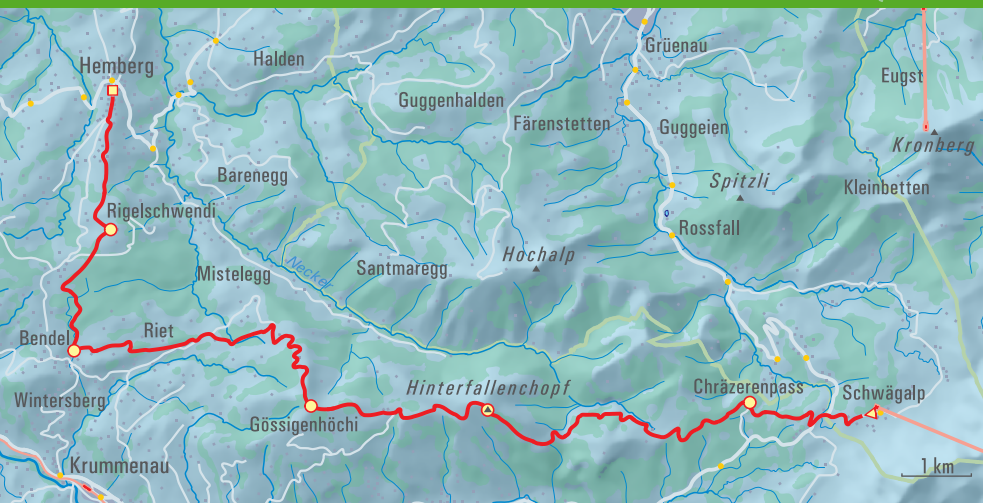 Grüenau
Hemberg
Halden
Eugst
Guggenhalden
Färenstetten
Guggeien
Kronberg
Barenegg
Spitzli
Kleinbetten
Rigelschwendi
Rossfall
Hochalp
Mistelegg
Necker
Santmaregg
Bendel
Riet
Hinterfallenchopf
Chräzerenpass
Schwägalp
Wintersberg
Gössigenhöchi
Krummenau
1 km